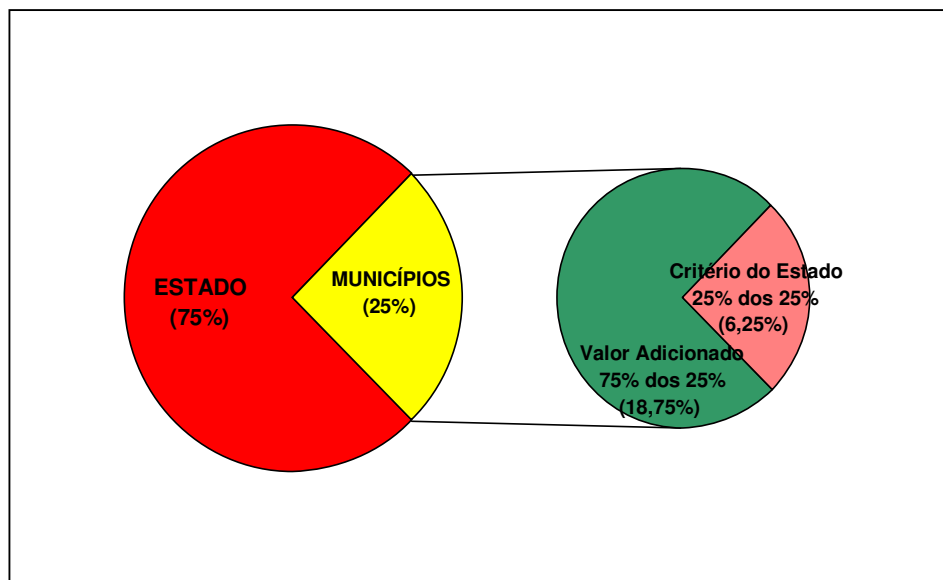 ESTADO
(75%)
MUNICÍPIOS
(25%)
Critério do Estado
25% dos 25%
(6,25%)
Valor Adicionado
75% dos 25%
(18,75%)